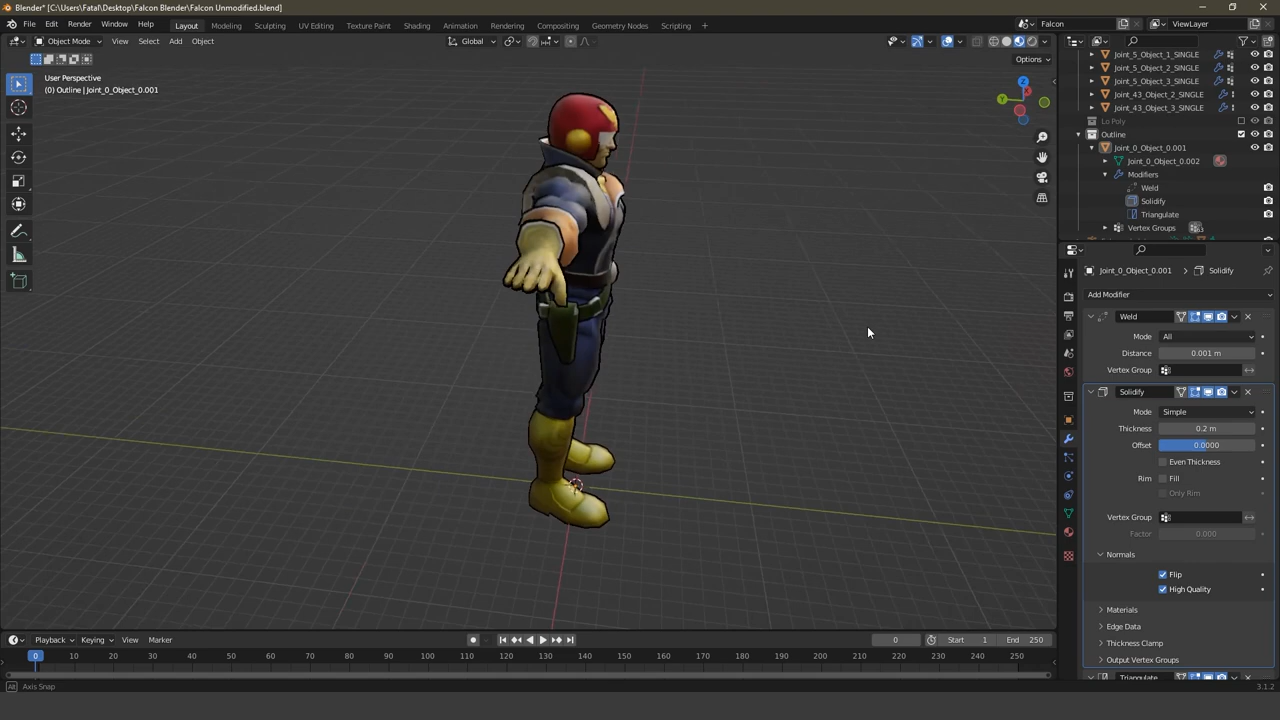 Blender* [C:\Users\Fatal\Desktop\Falcon Blender\Falcon Unmodified.blend]
File Edit Render Window Help Layout Modeling Sculpting UV Editing Texture Paint Shading Animation Rendering Compositing Geometry Nodes Scripting + Falcon ViewLayer
Object Mode View Select Add Object Global
Options
User Perspective
(0) Outline | Joint_0_Object_0.001
Z
Y
Joint_5_Object_1_SINGLE
Joint_5_Object_2_SINGLE
Joint_5_Object_3_SINGLE
Joint_43_Object_2_SINGLE
Joint_43_Object_3_SINGLE
Lo Poly
Outline
Joint_0_Object_0.001
Joint_0_Object_0.002
Modifiers
Weld
Solidify
Triangulate
Vertex Groups
Joint_0_Object_0.001 > Solidify
Add Modifier
Weld
Mode All
Distance 0.001 m
Vertex Group
Solidify
Mode Simple
Thickness 0.2 m
Offset 0.0000
Even Thickness
Rim Fill
Only Rim
Vertex Group
Factor 0.000
Normals
Flip
High Quality
Materials
Edge Data
Thickness Clamp
Output Vertex Groups
Triangulate
Playback Keying View Marker 0 Start 1 End 250
0 10 20 30 40 50 60 70 80 90 100 110 120 130 140 150 160 170 180 190 200 210 220 230 240 250
Alt Axis Snap 3.1.2